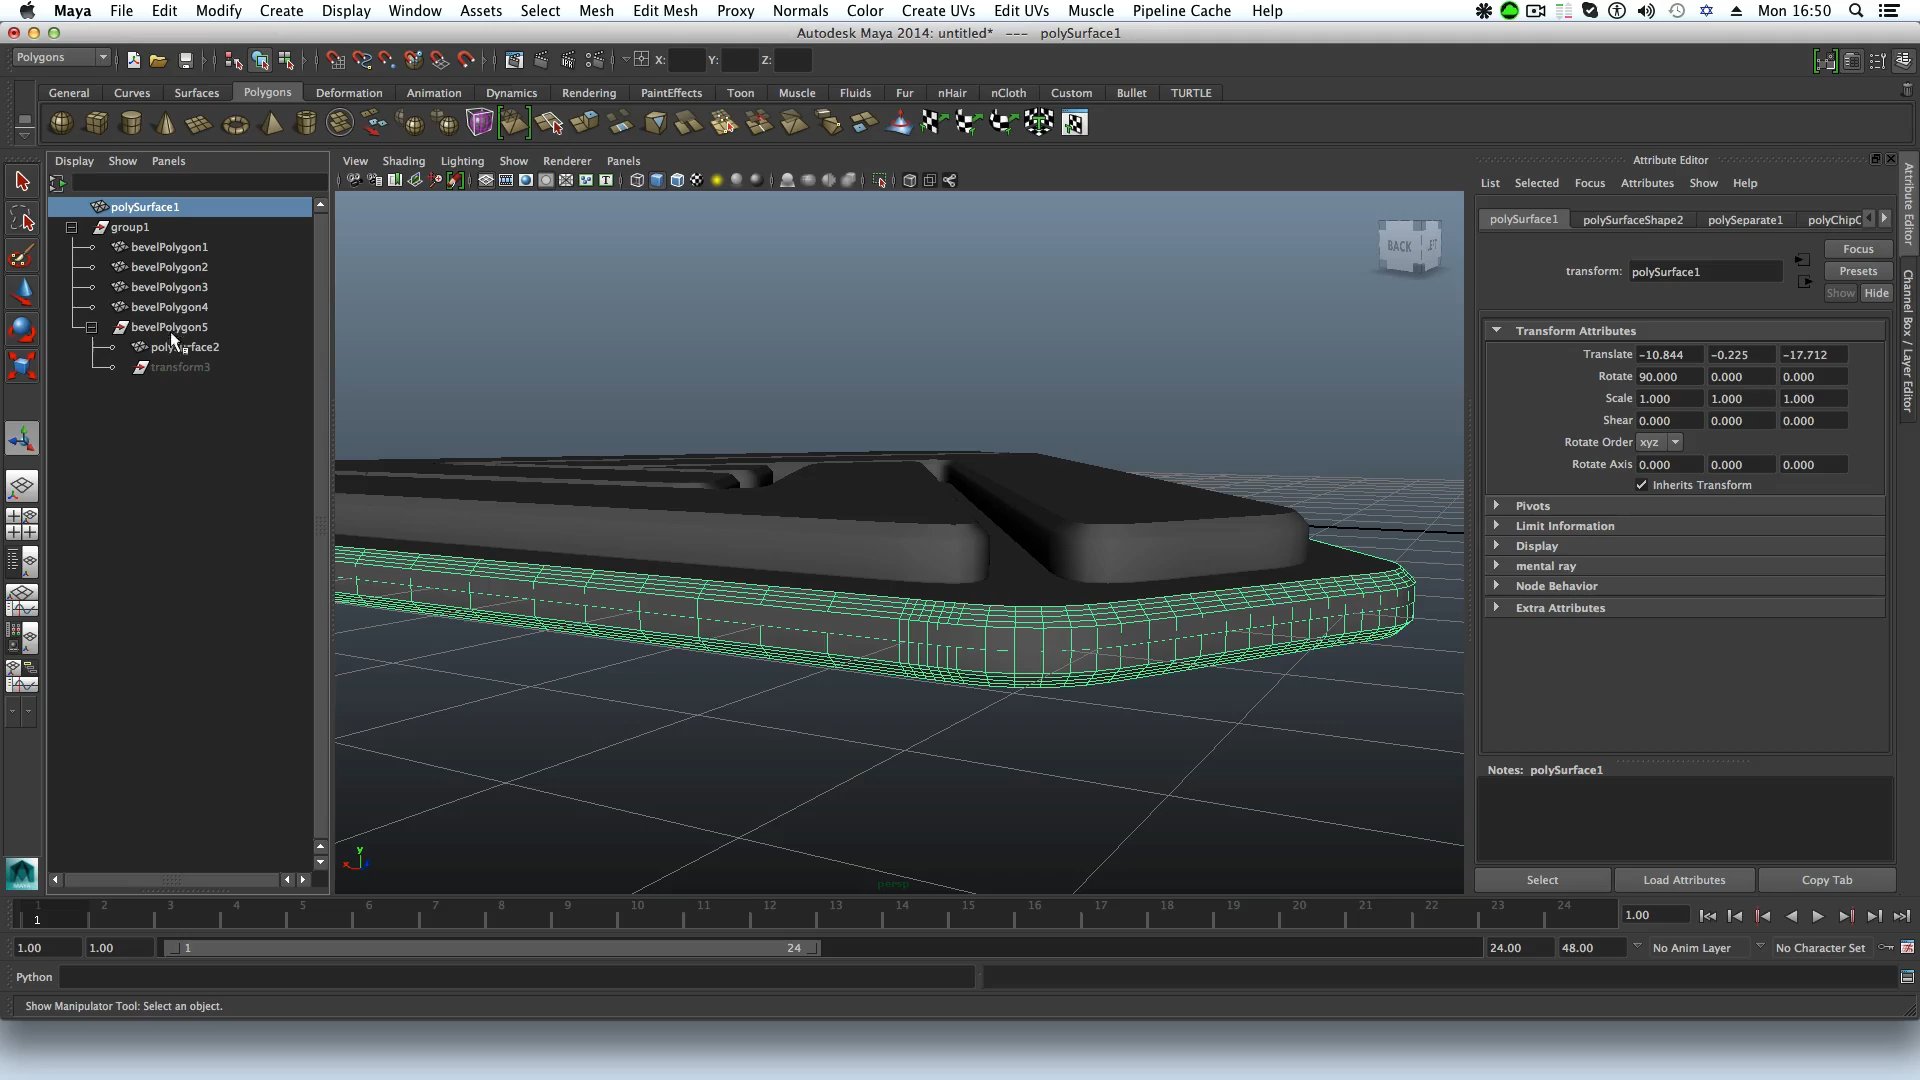 Maya File Edit Modify Create Display Window Assets Select Mesh Edit Mesh Proxy Normals Color Create UVs Edit UVs Muscle Pipeline Cache Help Mon 16:50
Autodesk Maya 2014: untitled* --- polySurface1
Polygons X: Y: Z:
General Curves Surfaces Polygons Deformation Animation Dynamics Rendering PaintEffects Toon Muscle Fluids Fur nHair nCloth Custom Bullet TURTLE
Display Show Panels
polySurface1
group1
bevelPolygon1
bevelPolygon2
bevelPolygon3
bevelPolygon4
bevelPolygon5
transform3
View Shading Lighting Show Renderer Panels
BACK
persp
Attribute Editor
List Selected Focus Attributes Show Help
polySurface1 polySurfaceShape2 polySeparate1 polyChipC
Focus
transform: polySurface1 Presets
Show Hide
Transform Attributes
Translate -10.844 -0.225 -17.712
Rotate 90.000 0.000 0.000
Scale 1.000 1.000 1.000
Shear 0.000 0.000 0.000
Rotate Order xyz
Rotate Axis 0.000 0.000 0.000
Inherits Transform
Pivots
Limit Information
Display
mental ray
Node Behavior
Extra Attributes
Notes: polySurface1
Select Load Attributes Copy Tab
Attribute Editor
Channel Box / Layer Editor
1 2 3 4 5 6 7 8 9 10 11 12 13 14 15 16 17 18 19 20 21 22 23 24
1 1.00
1.00 1.00 1 24 24.00 48.00 No Anim Layer No Character Set
Python
Show Manipulator Tool: Select an object.